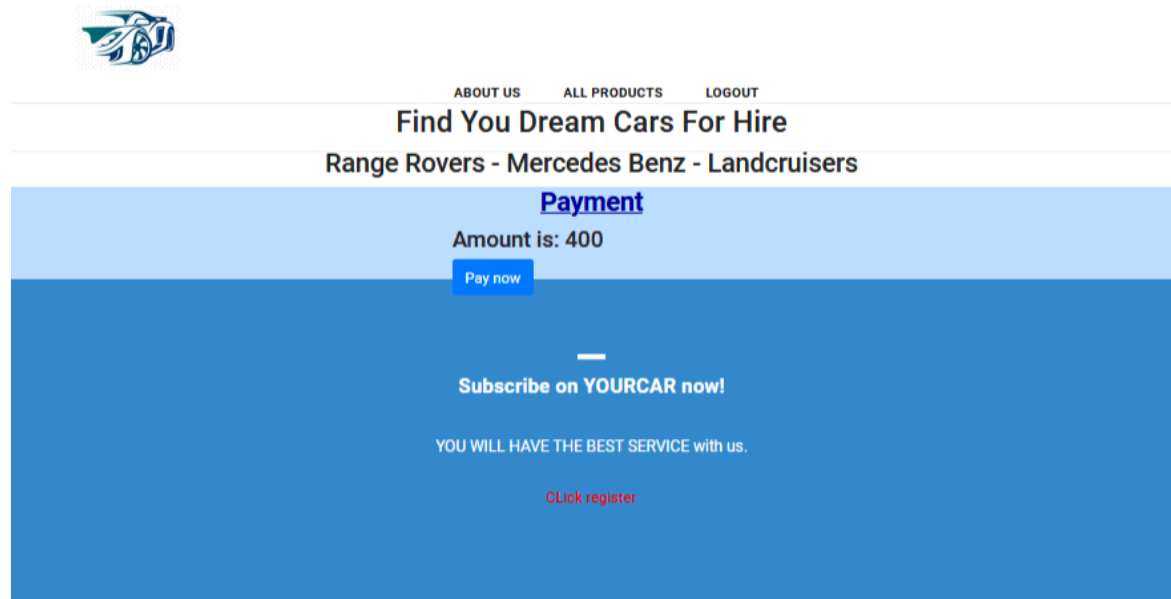 ABOUT US ALL PRODUCTS LOGOUT
Find You Dream Cars For Hire
Range Rovers - Mercedes Benz - Landcruisers
Payment
Amount is: 400
Pay now
Subscribe on YOURCAR now!
YOU WILL HAVE THE BEST SERVICE with us.
CLick register